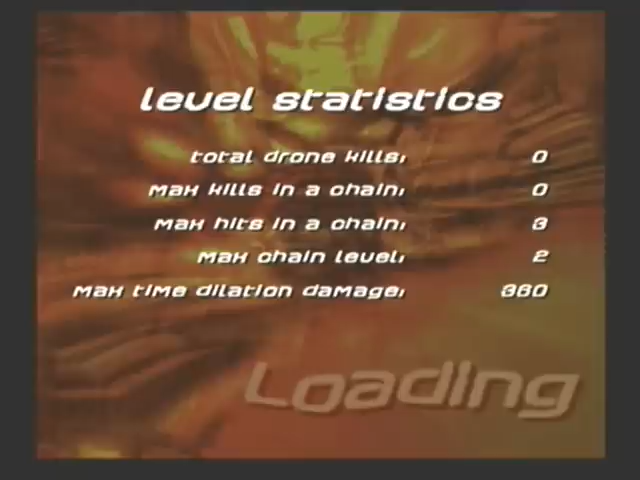 level statistics
total drone kills: 0
max kills in a chain: 0
max hits in a chain: 3
max chain level: 2
max time dilation damage: 360
Loading